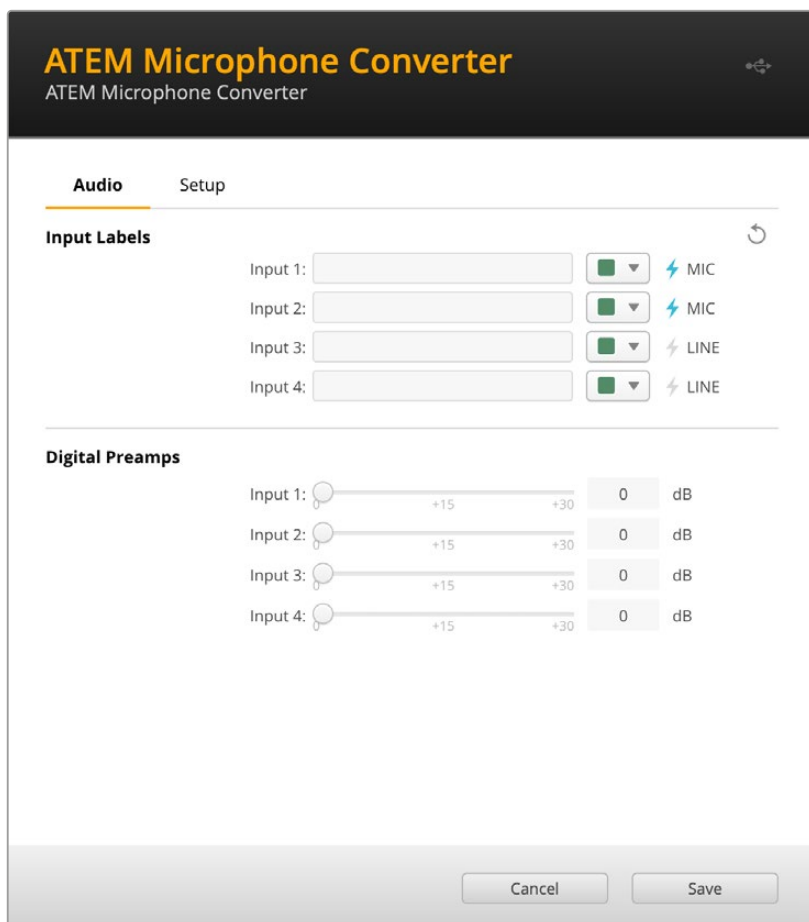 ATEM Microphone Converter
ATEM Microphone Converter
Audio Setup
Input Labels
Input 1: MIC
Input 2: MIC
Input 3: LINE
Input 4: LINE
Digital Preamps
Input 1: 0 dB
0 +15 +30
Input 2: 0 dB
0 +15 +30
Input 3: 0 dB
0 +15 +30
Input 4: 0 dB
0 +15 +30
Cancel Save